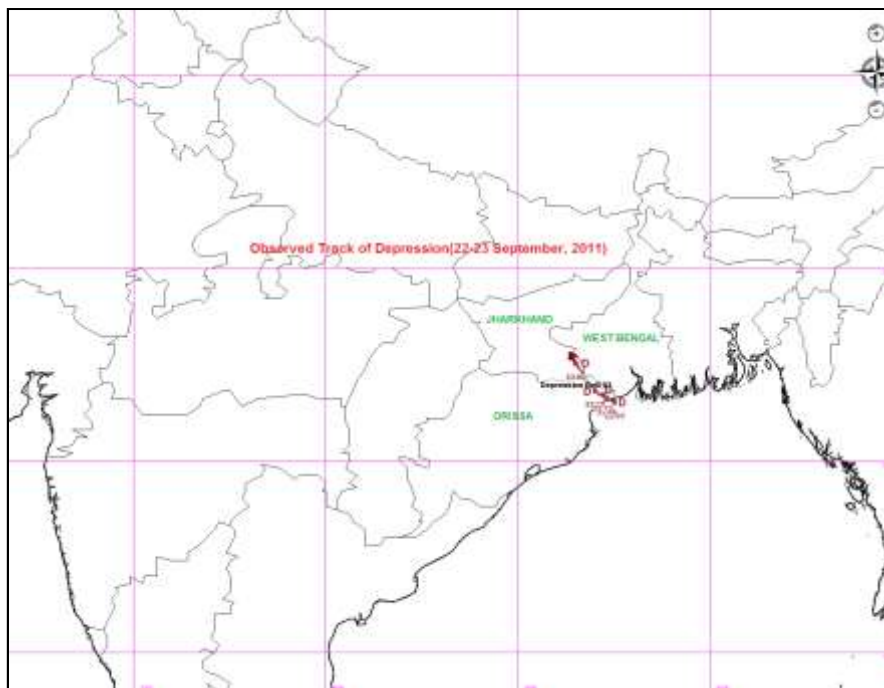 Observed Track of Depression(22-23 September, 2011)
JHARKHAND
WEST BENGAL
D
Depression
D
D
ORISSA